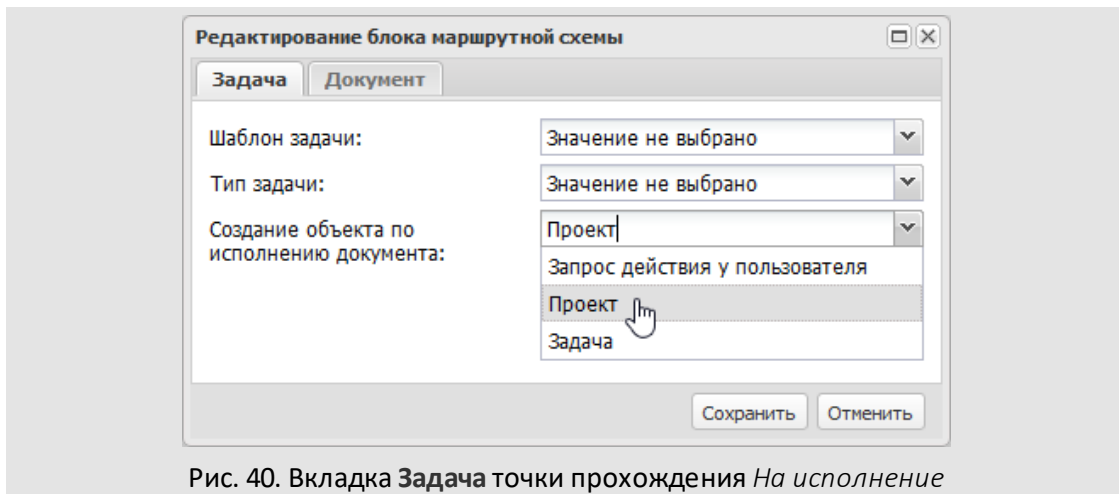 Редактирование блока маршрутной схемы
Задача Документ
Шаблон задачи: Значение не выбрано
Тип задачи: Значение не выбрано
Создание объекта по Проект
исполнению документа:
Запрос действия у пользователя
Проект
Задача
Сохранить Отменить
Рис. 40. Вкладка Задача точки прохождения На исполнение